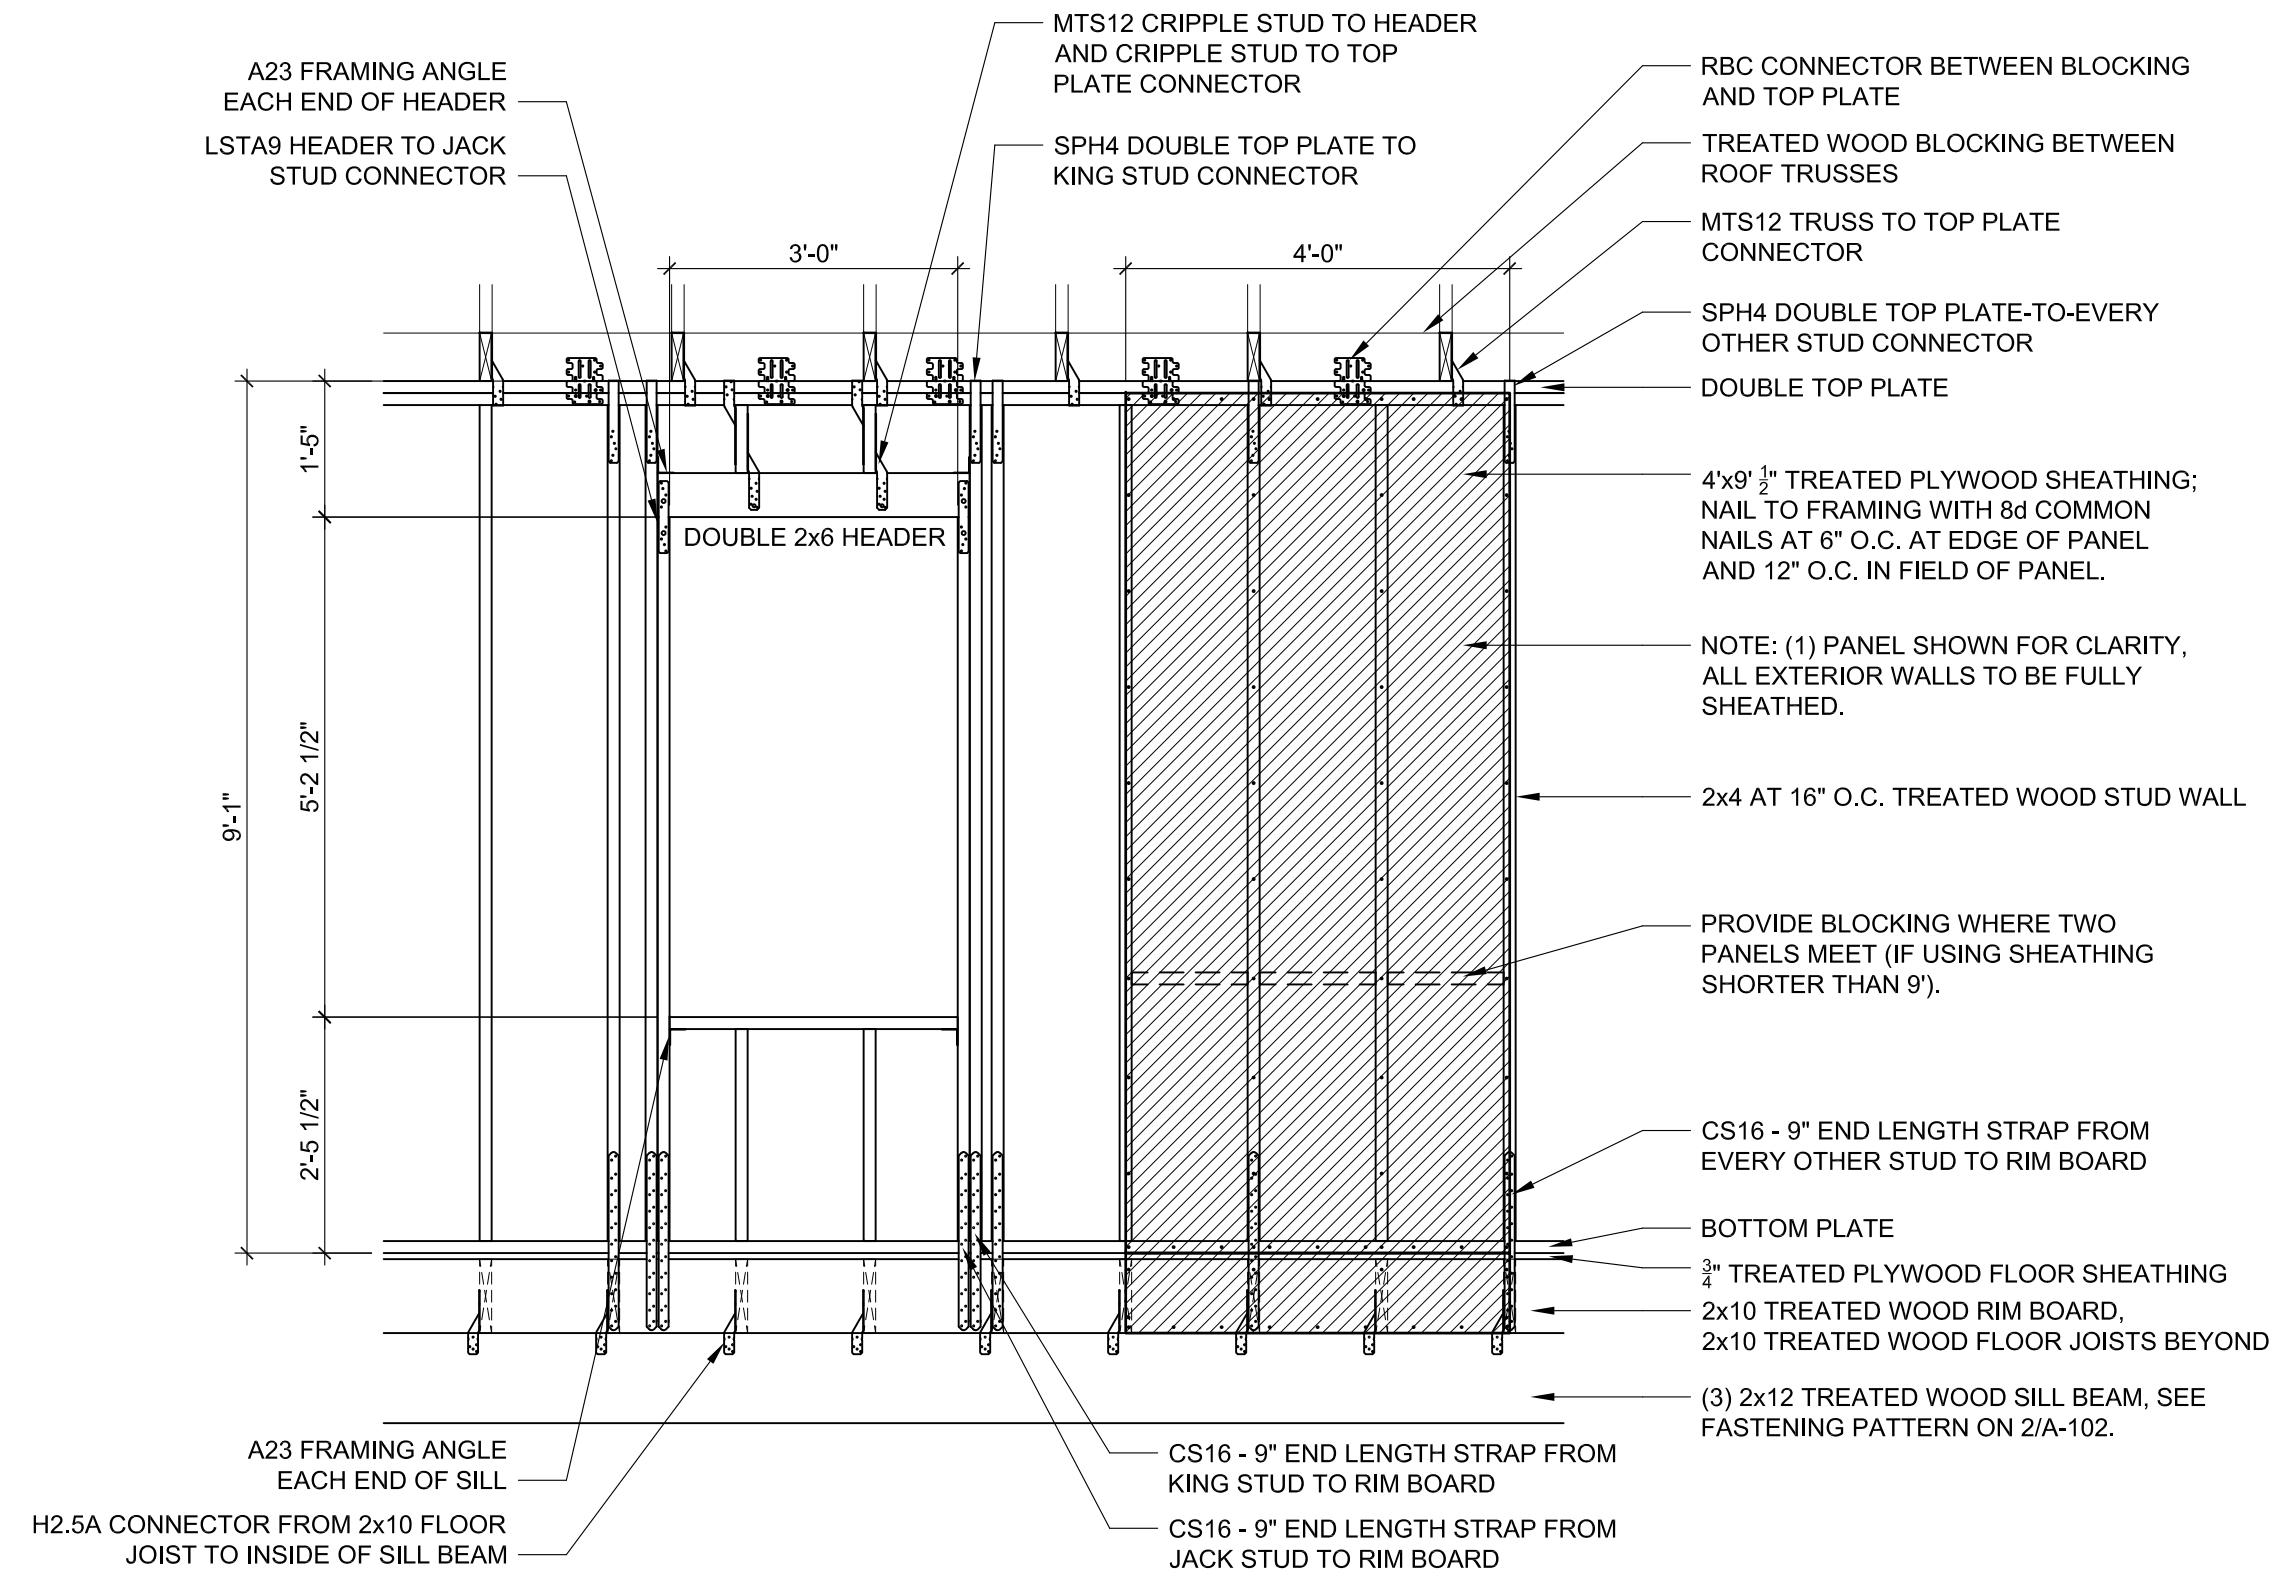 MTS12 CRIPPLE STUD TO HEADER
AND CRIPPLE STUD TO TOP
PLATE CONNECTOR
A23 FRAMING ANGLE
EACH END OF HEADER
LSTA9 HEADER TO JACK
STUD CONNECTOR
SPH4 DOUBLE TOP PLATE TO
KING STUD CONNECTOR
RBC CONNECTOR BETWEEN BLOCKING
AND TOP PLATE
TREATED WOOD BLOCKING BETWEEN
ROOF TRUSSES
MTS12 TRUSS TO TOP PLATE
CONNECTOR
SPH4 DOUBLE TOP PLATE-TO-EVERY
OTHER STUD CONNECTOR
DOUBLE TOP PLATE
3'-0"
4'-0"
1'-5"
5'-2 1/2"
9'-1"
2'-5 1/2"
DOUBLE 2x6 HEADER
4'x9' 1/2" TREATED PLYWOOD SHEATHING;
NAIL TO FRAMING WITH 8d COMMON
NAILS AT 6" O.C. AT EDGE OF PANEL
AND 12" O.C. IN FIELD OF PANEL.
NOTE: (1) PANEL SHOWN FOR CLARITY,
ALL EXTERIOR WALLS TO BE FULLY
SHEATHED.
2x4 AT 16" O.C. TREATED WOOD STUD WALL
PROVIDE BLOCKING WHERE TWO
PANELS MEET (IF USING SHEATHING
SHORTER THAN 9').
CS16 - 9" END LENGTH STRAP FROM
EVERY OTHER STUD TO RIM BOARD
BOTTOM PLATE
3/4" TREATED PLYWOOD FLOOR SHEATHING
2x10 TREATED WOOD RIM BOARD,
2x10 TREATED WOOD FLOOR JOISTS BEYOND
(3) 2x12 TREATED WOOD SILL BEAM, SEE
FASTENING PATTERN ON 2/A-102.
A23 FRAMING ANGLE
EACH END OF SILL
H2.5A CONNECTOR FROM 2x10 FLOOR
JOIST TO INSIDE OF SILL BEAM
CS16 - 9" END LENGTH STRAP FROM
KING STUD TO RIM BOARD
CS16 - 9" END LENGTH STRAP FROM
JACK STUD TO RIM BOARD